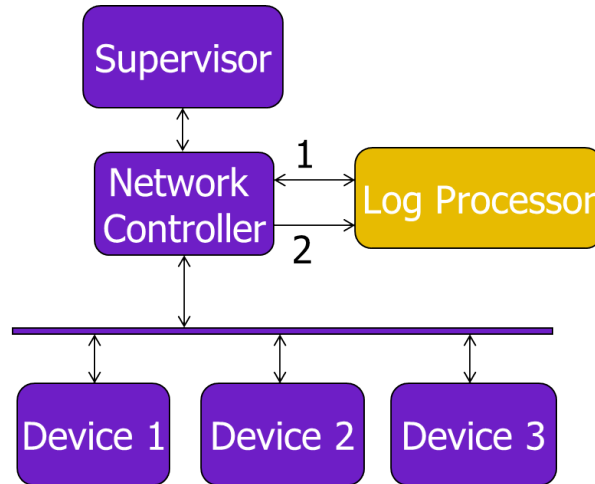 Supervisor
1
Network
Controller
Log Processor
2
Device 1
Device 2
Device 3